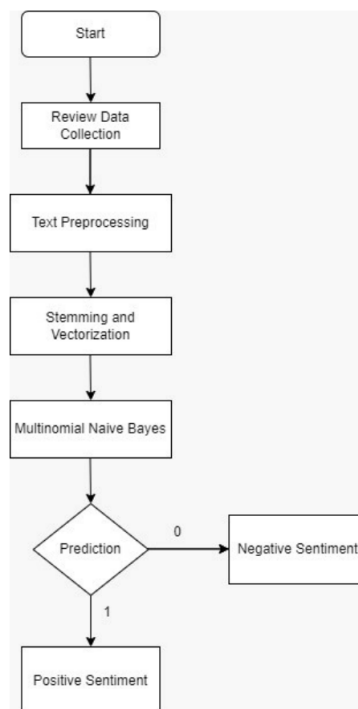 Start
Review Data
Collection
Text Preprocessing
Stemming and
Vectorization
Multinomial Naive Bayes
Prediction
0
Negative Sentiment
1
Positive Sentiment